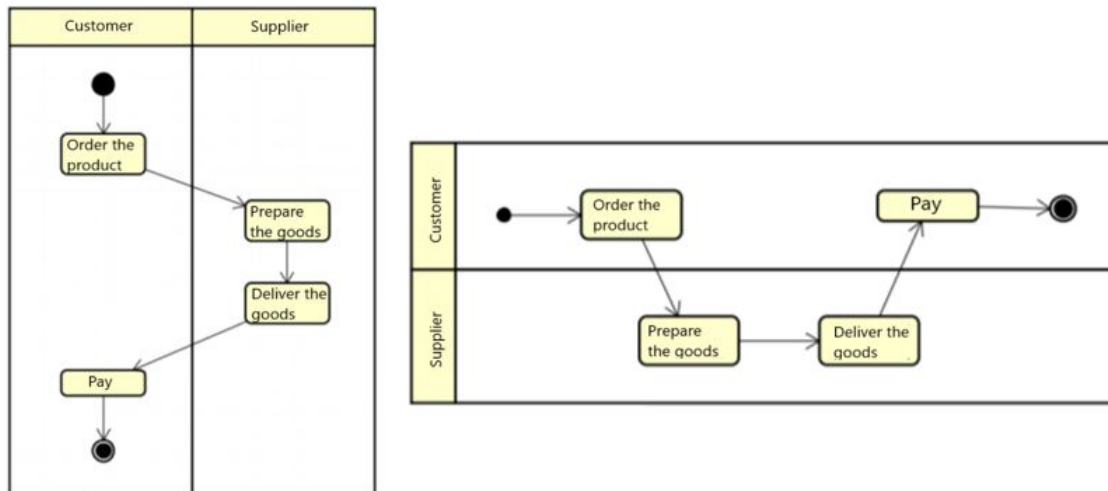 Customer
Supplier
Order the
product
Prepare
the goods
Deliver the
goods
Pay
Customer
Order the
product
Pay
Supplier
Prepare
the goods
Deliver the
goods